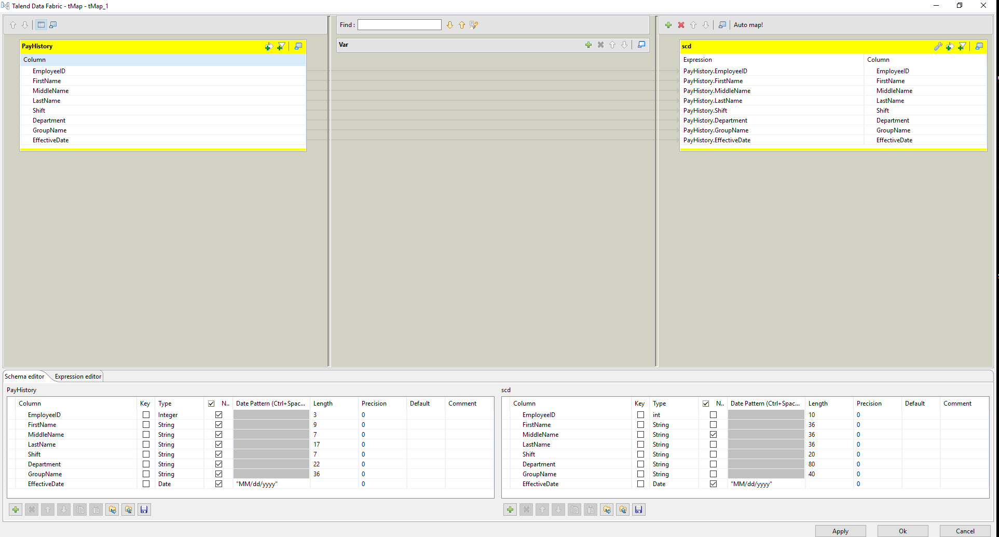 Talend Data Fabric - tMap - tMap_1
Find :
Auto map!
PayHistory
Var
scd
Column
Expression Column
EmployeeID
PayHistory.EmployeeID EmployeeID
FirstName
PayHistory.FirstName FirstName
MiddleName
PayHistory.MiddleName MiddleName
LastName
PayHistory.LastName LastName
Shift
PayHistory.Shift Shift
Department
PayHistory.Department Department
GroupName
PayHistory.GroupName GroupName
EffectiveDate
PayHistory.EffectiveDate EffectiveDate
Schema editor Expression editor
PayHistory
Column Key Type N.. Date Pattern (Ctrl+Spac... Length Precision Default Comment
EmployeeID Integer 3 0
FirstName String 9 0
MiddleName String 7 0
LastName String 17 0
Shift String 7 0
Department String 22 0
GroupName String 36 0
EffectiveDate Date "MM/dd/yyyy" 0
scd
Column Key Type N.. Date Pattern (Ctrl+Spac... Length Precision Default Comment
EmployeeID int 10 0
FirstName String 36 0
MiddleName String 36 0
LastName String 36 0
Shift String 20 0
Department String 80 0
GroupName String 40 0
EffectiveDate Date "MM/dd/yyyy" 0
Apply Ok Cancel